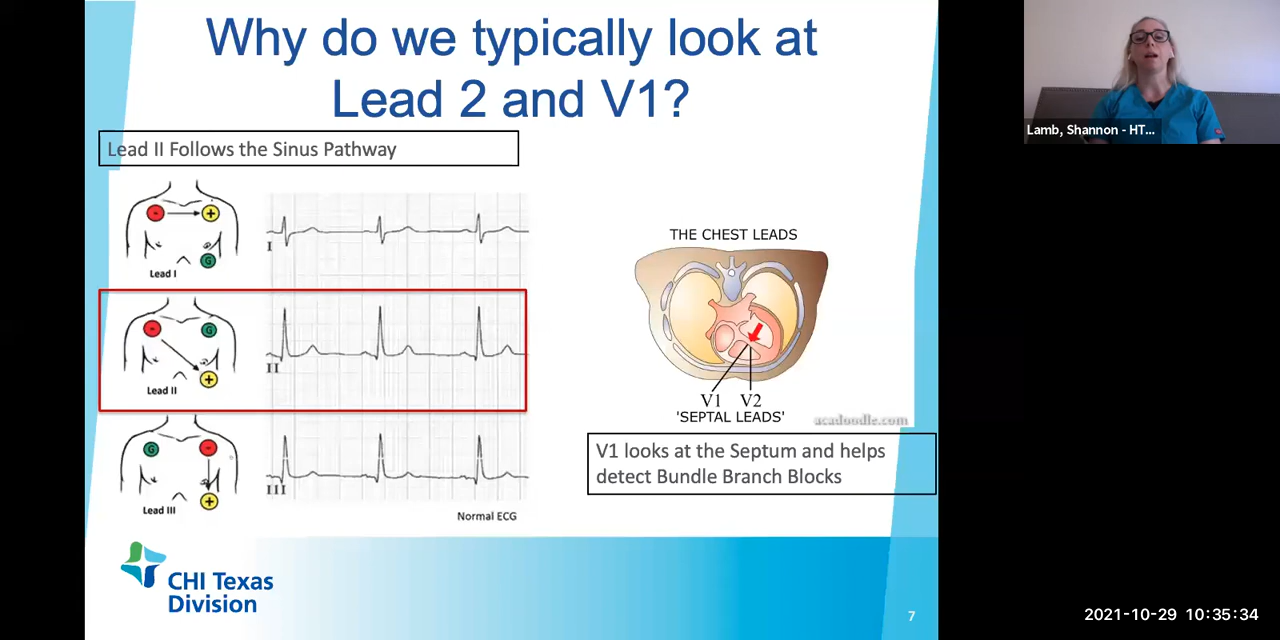 Why do we typically look at
Lead 2 and V1?
Lead II Follows the Sinus Pathway
- +
G
Lead I
I
- G
+
Lead II
II
G -
+
Lead III
III
Normal ECG
THE CHEST LEADS
V1 V2
'SEPTAL LEADS'
acadoodle.com
V1 looks at the Septum and helps
detect Bundle Branch Blocks
CHI Texas
Division
7
Lamb, Shannon - HT...
2021-10-29 10:35:34